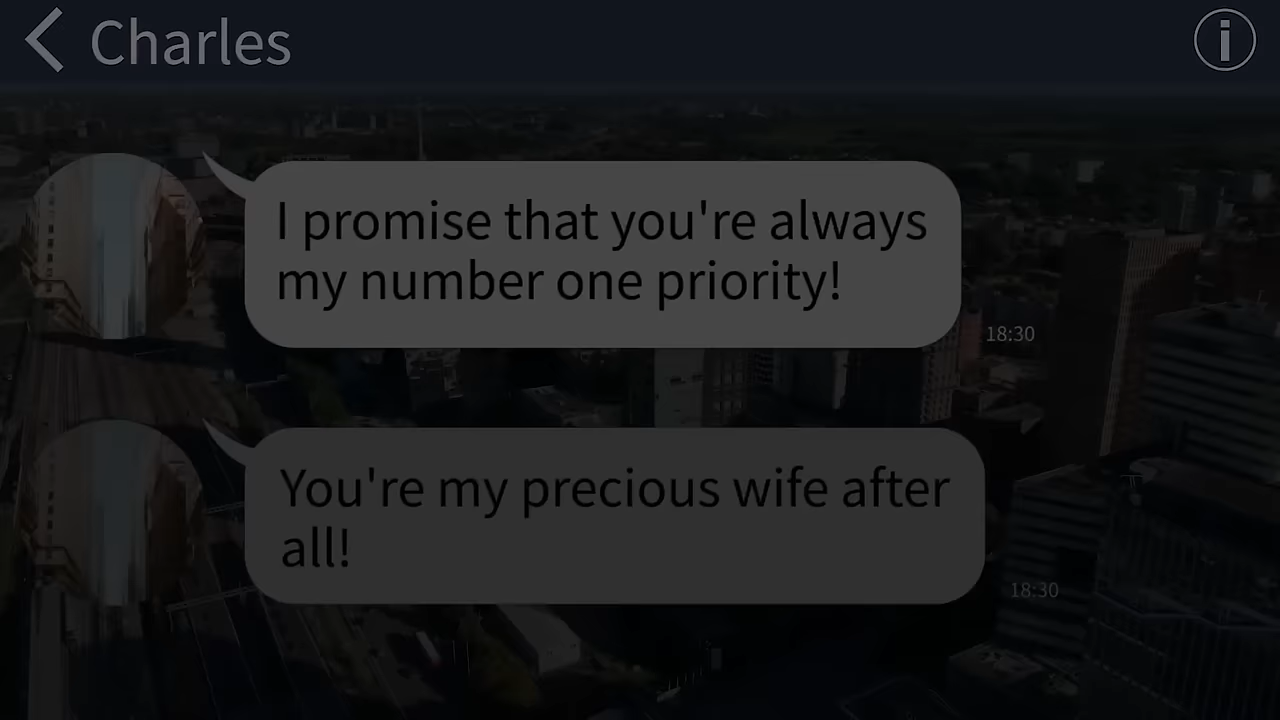 Charles
I promise that you're always
my number one priority!
18:30
You're my precious wife after
all!
18:30